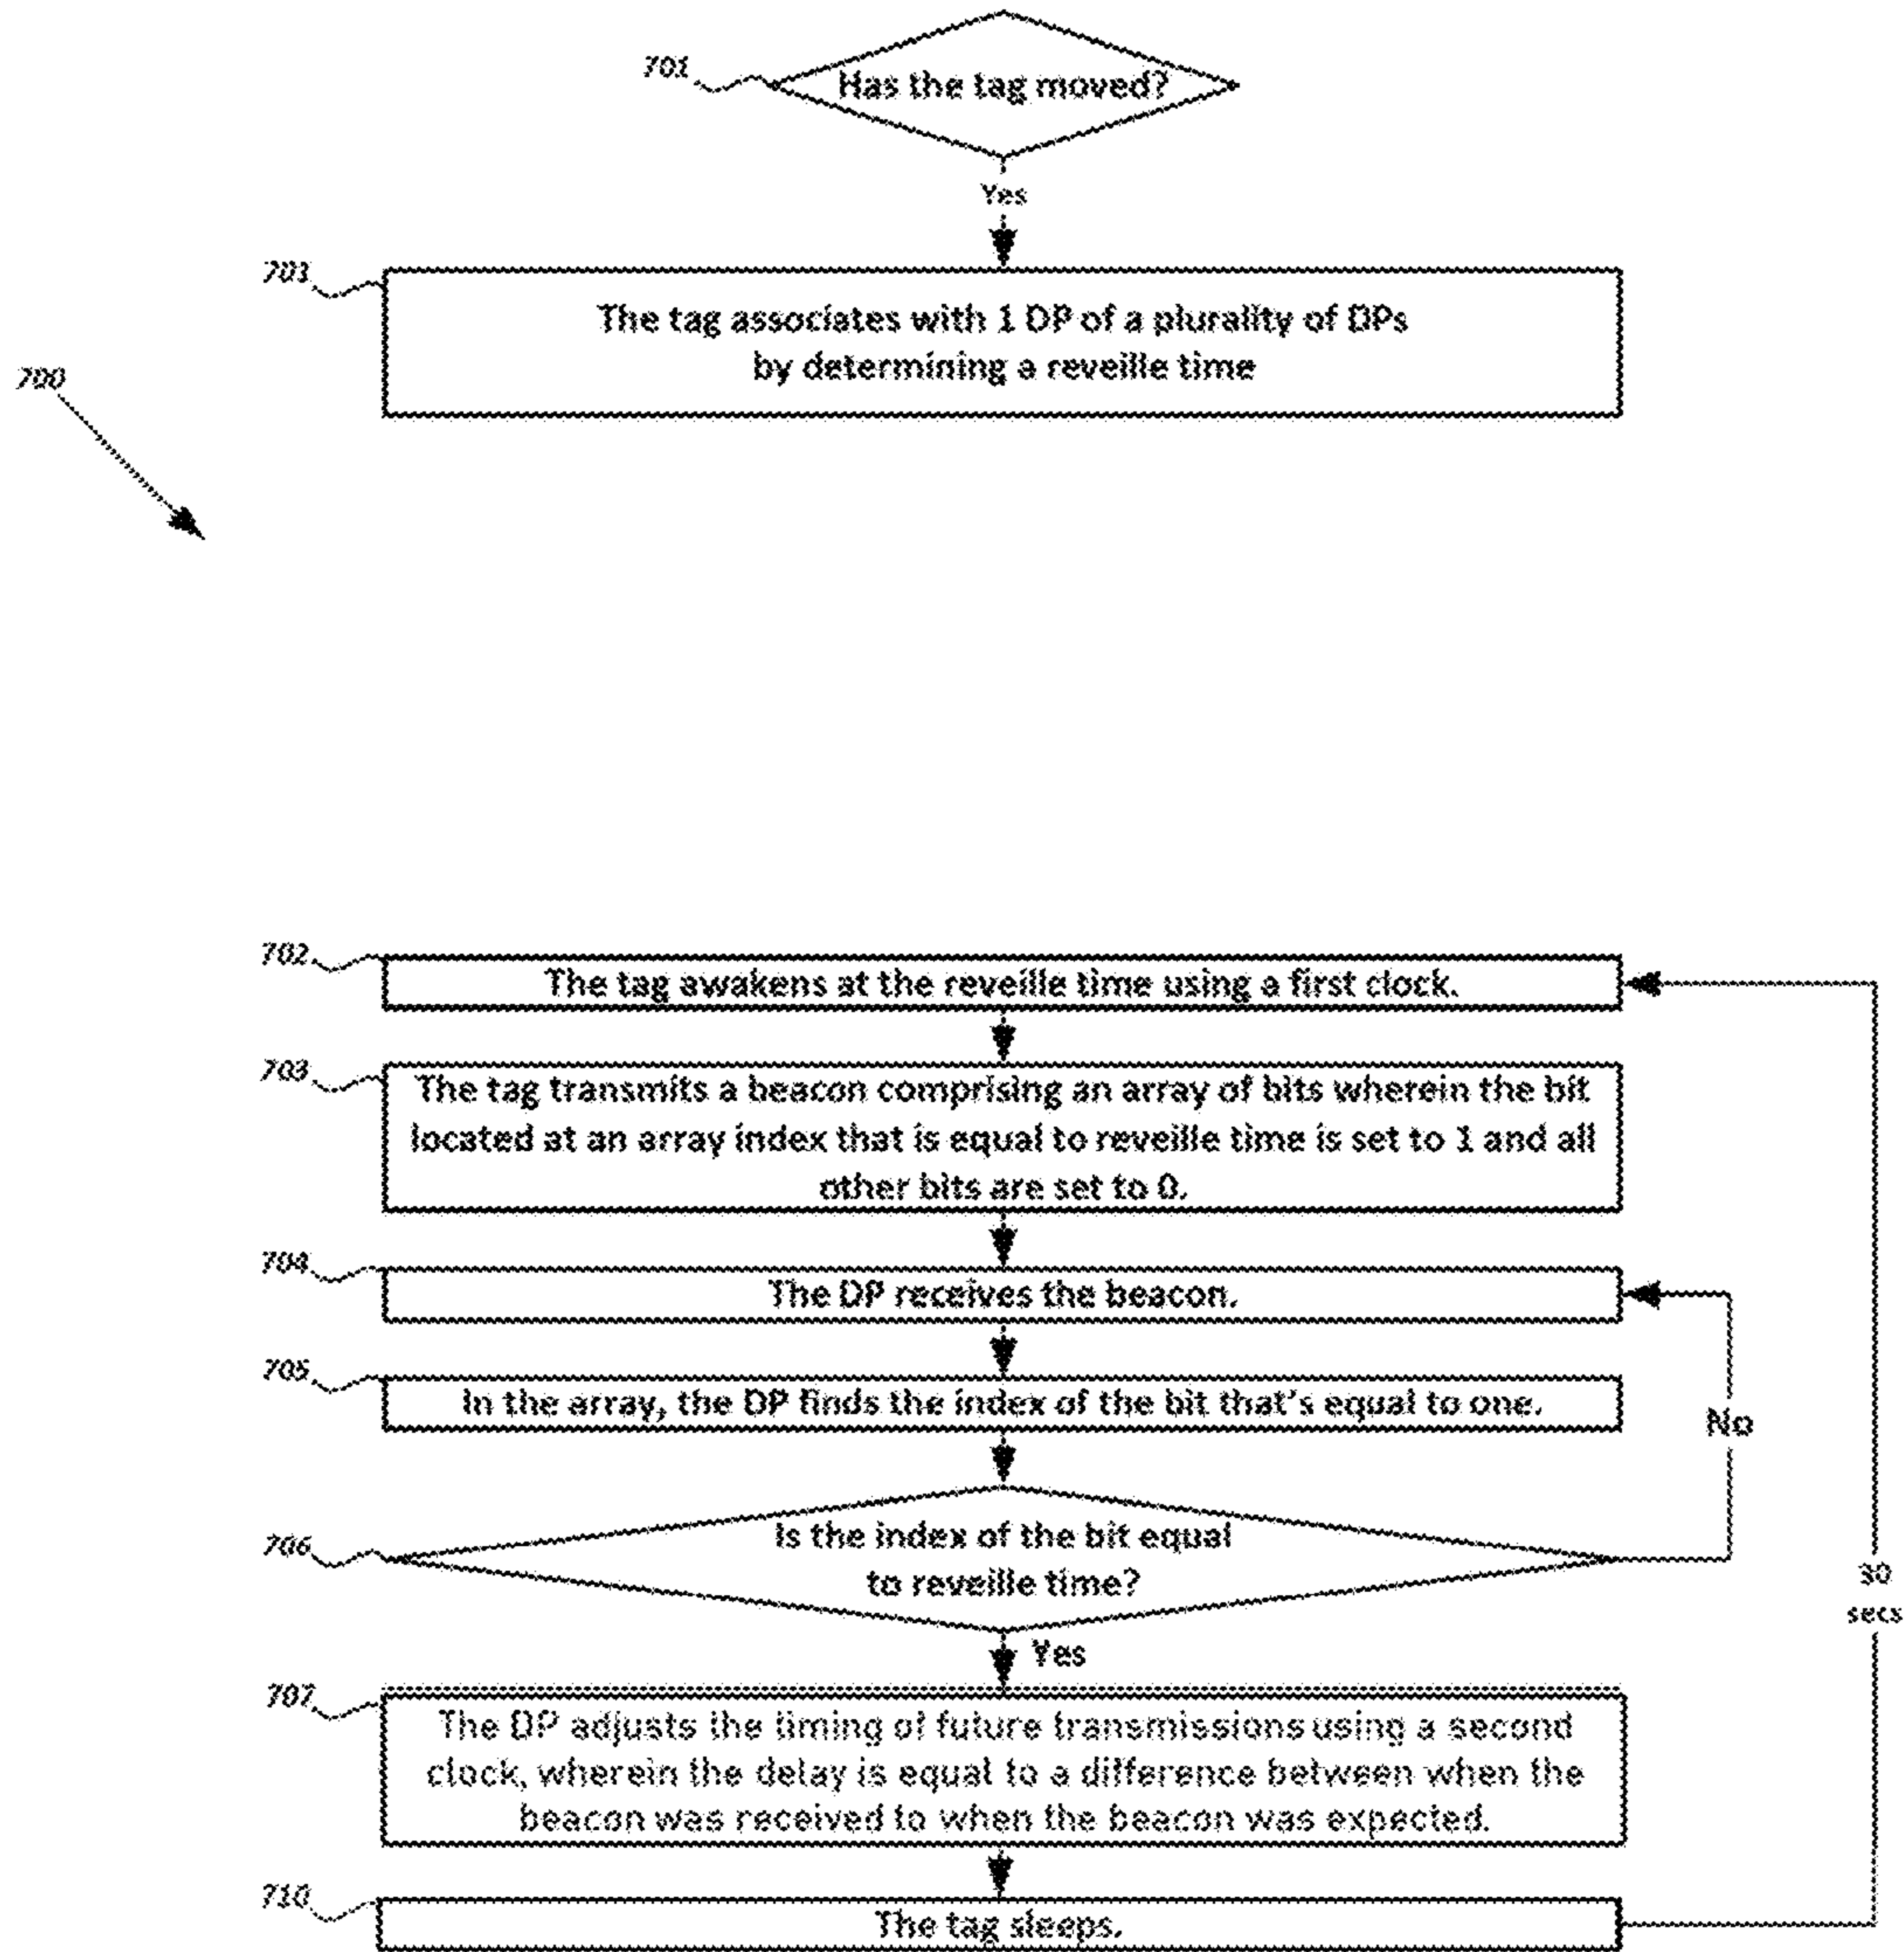 701
Has the tag moved?
Yes
701
The tag associates with 1 DP of a plurality of DPs
by determining a reveille time
700
702
The tag awakens at the reveille time using a first clock.
703
The tag transmits a beacon comprising an array of bits wherein the bit
located at an array index that is equal to reveille time is set to 1 and all
other bits are set to 0.
704
The DP receives the beacon.
705
In the array, the DP finds the index of the bit that's equal to one.
No
706
Is the index of the bit equal
to reveille time?
30
secs
Yes
707
The DP adjusts the timing of future transmissions using a second
clock, wherein the delay is equal to a difference between when the
beacon was received to when the beacon was expected.
710
The tag sleeps.